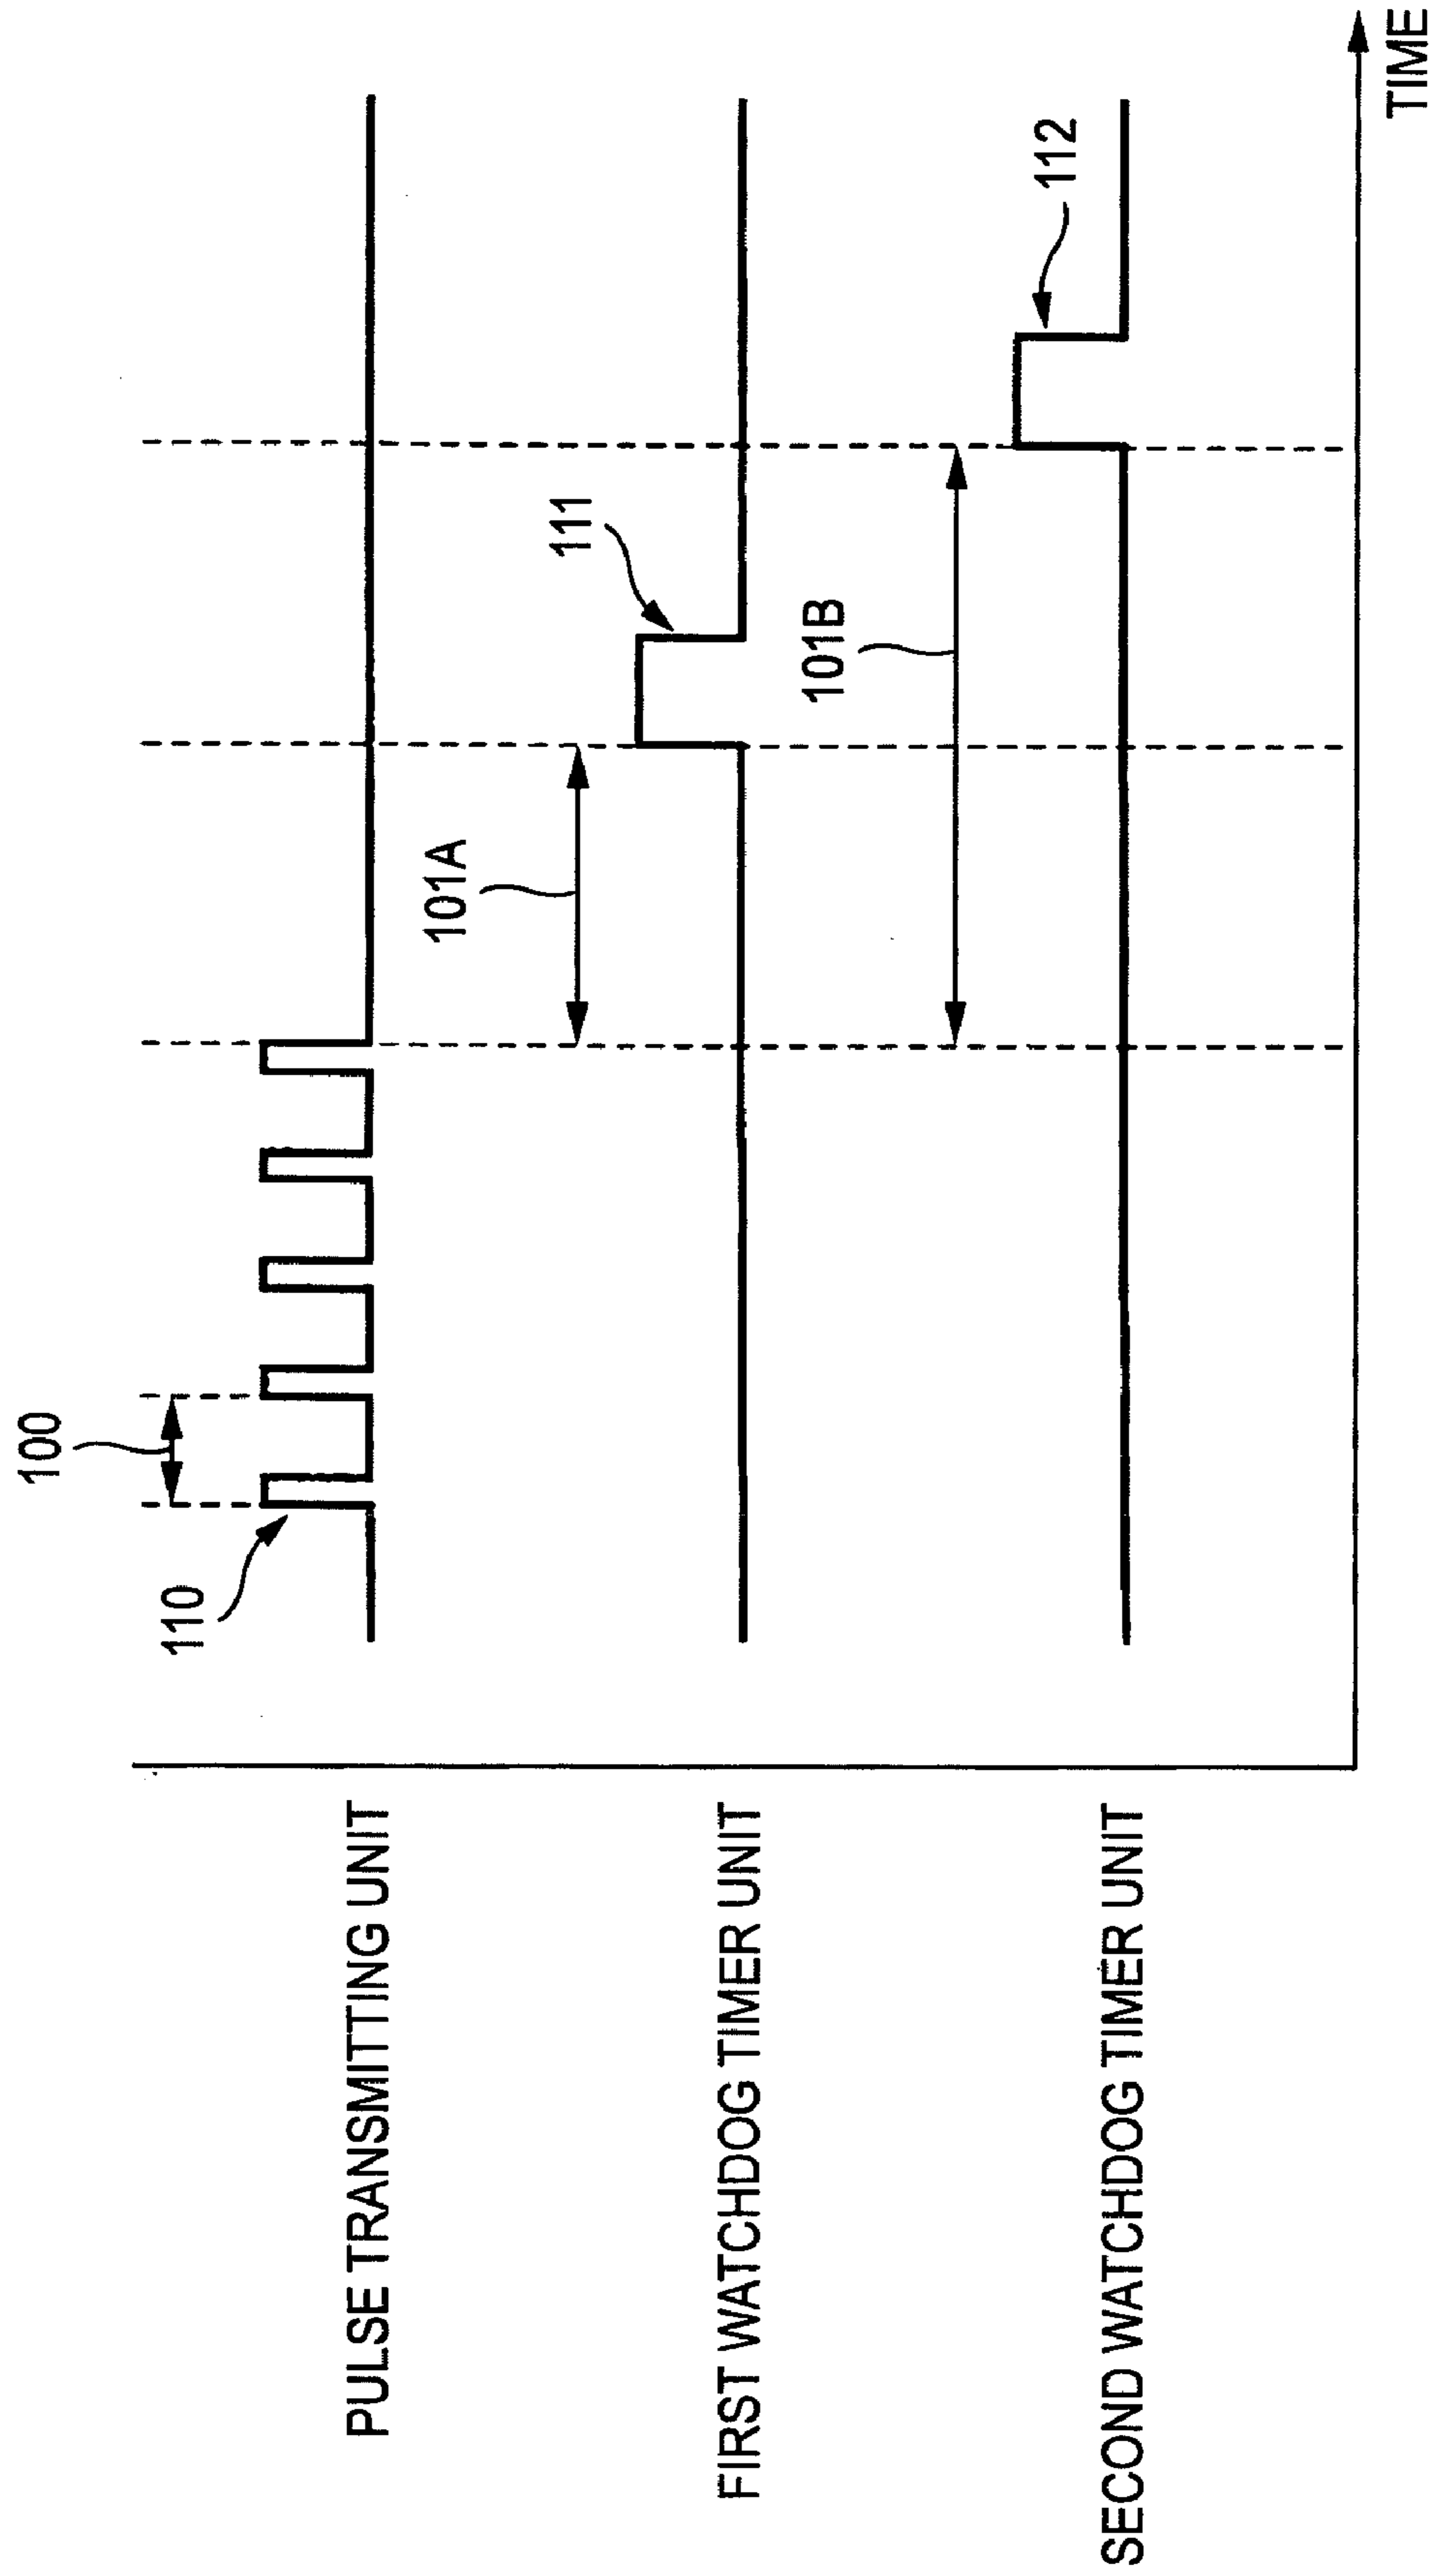 100
110
PULSE TRANSMITTING UNIT
101A
111
FIRST WATCHDOG TIMER UNIT
101B
112
SECOND WATCHDOG TIMER UNIT
TIME